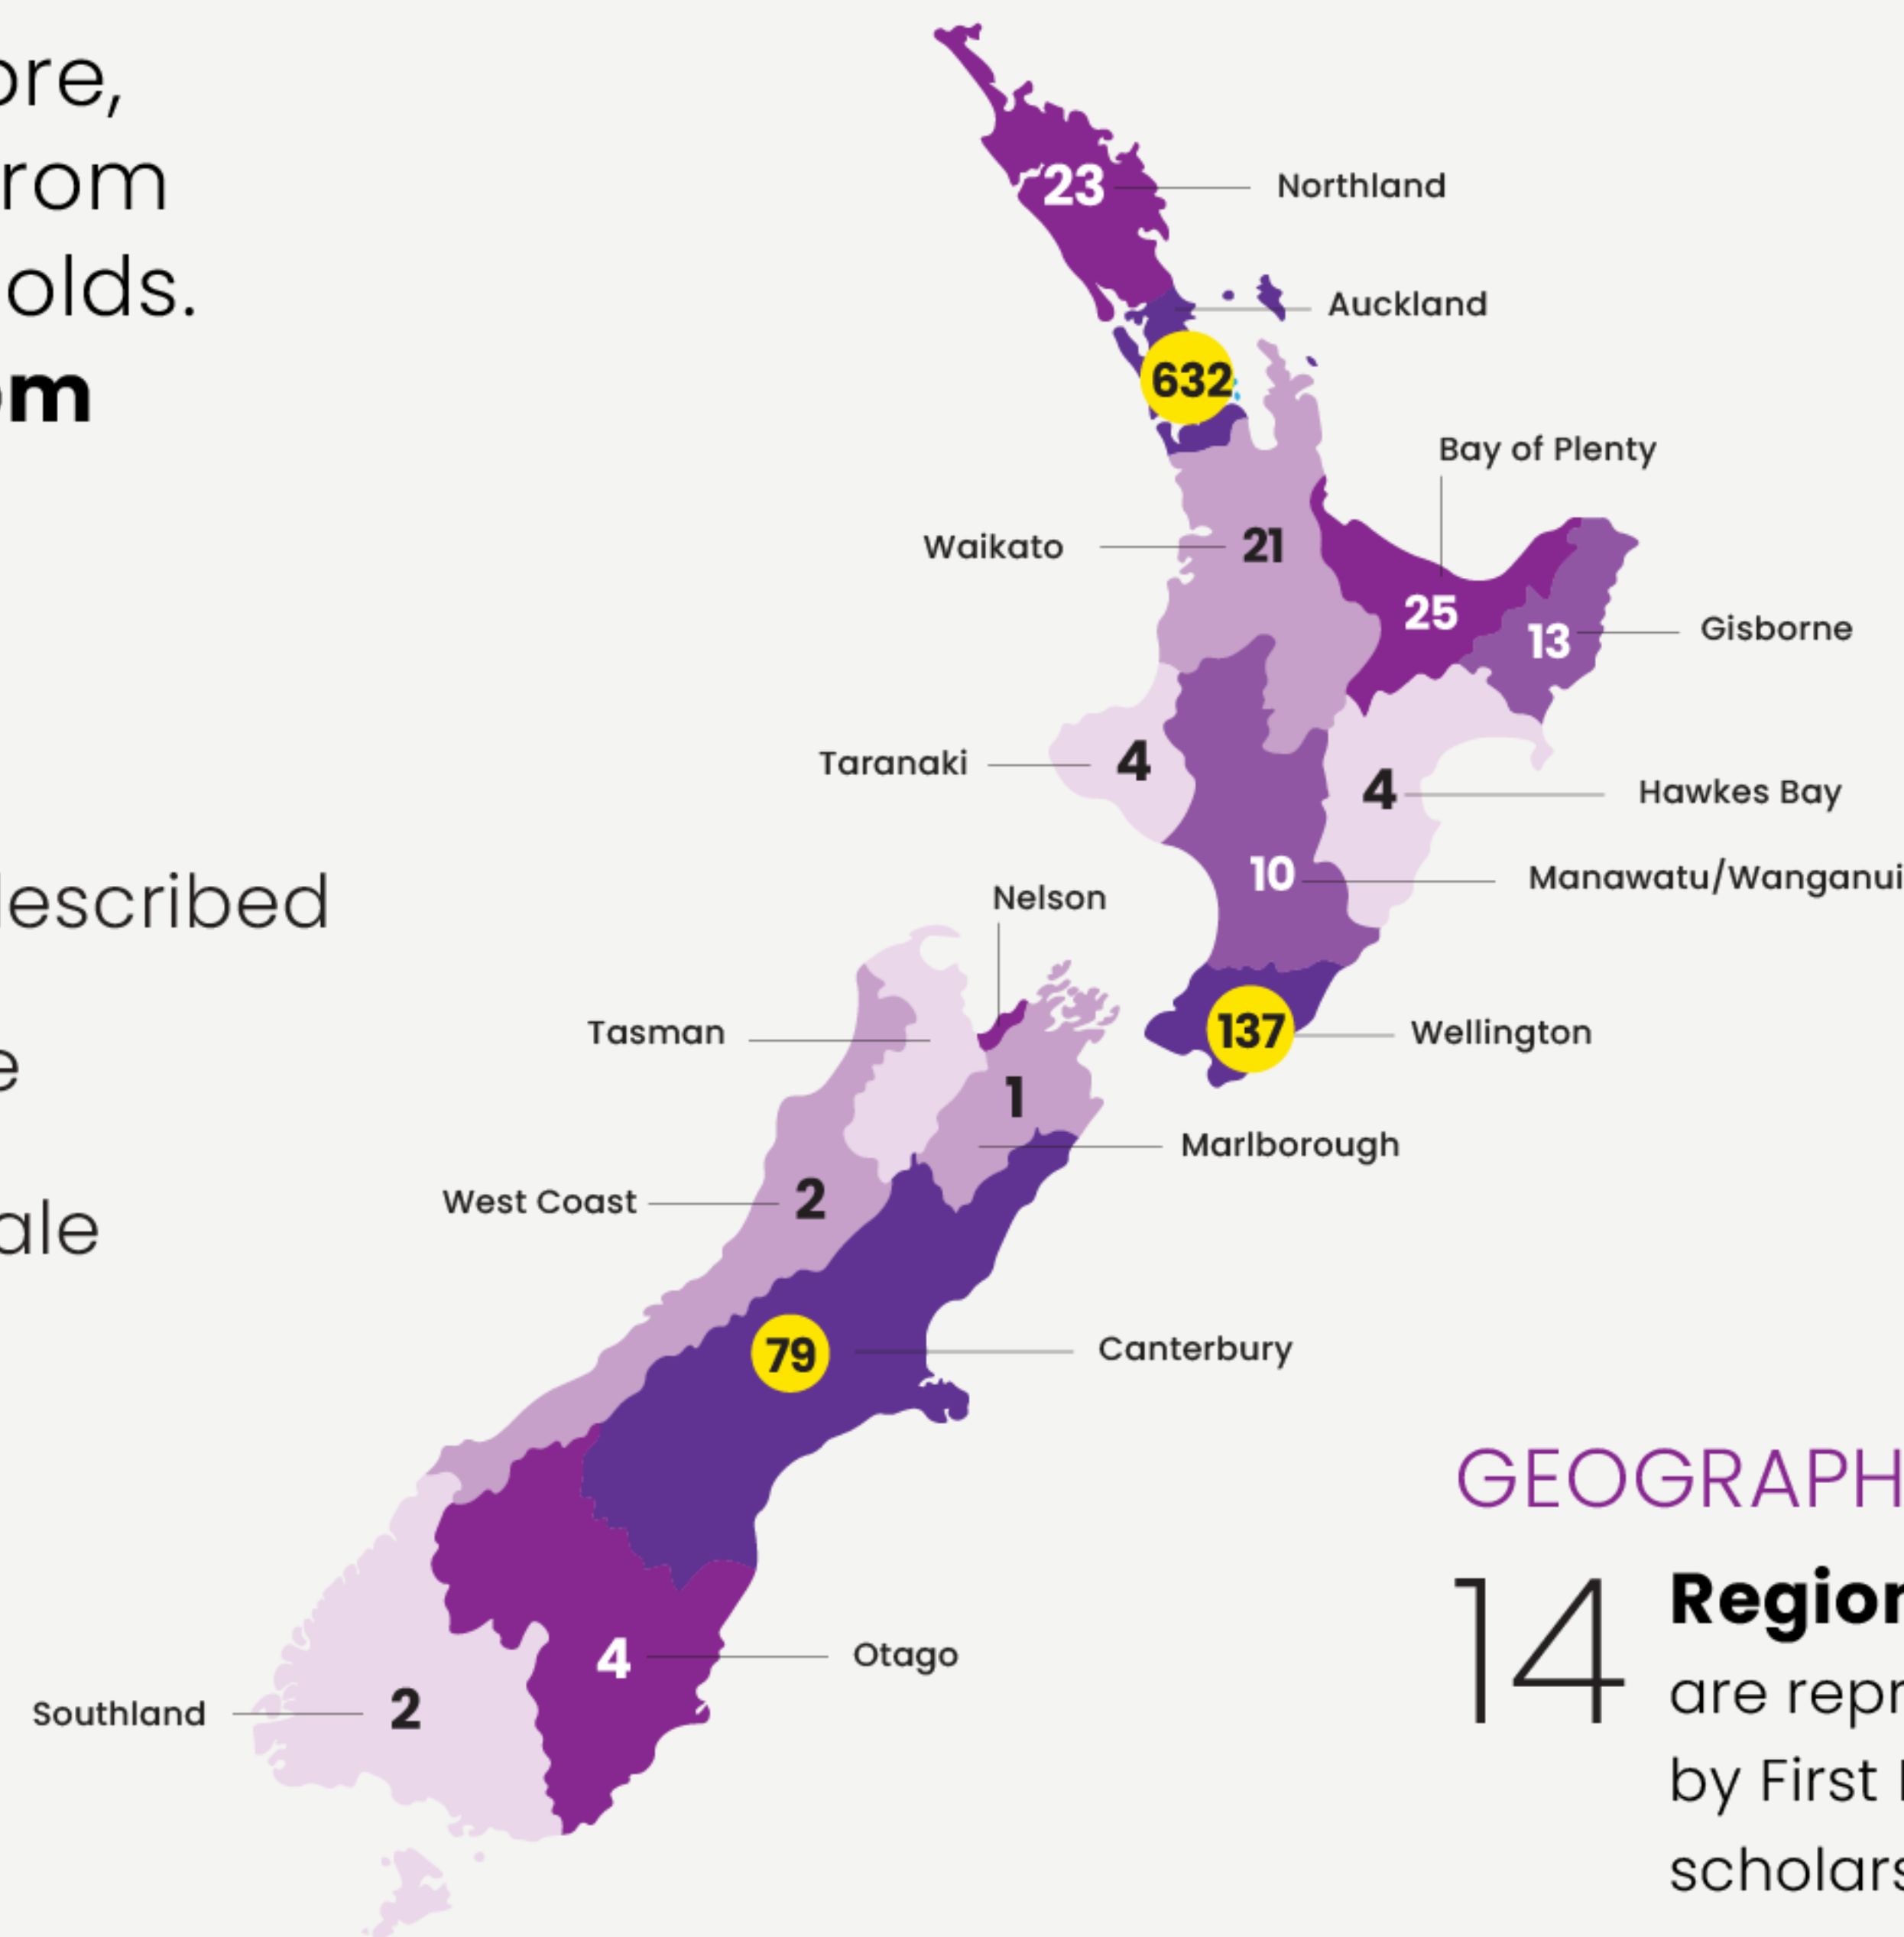 ore,
rom
olds.
om
escribed
e
ale
23
Northland
Auckland
632
Bay of Plenty
Waikato
21
25
13
Gisborne
Taranaki
4
4
Hawkes Bay
10
Manawatu/Wanganui
Nelson
Tasman
137
Wellington
1
Marlborough
West Coast
2
79
Canterbury
4
Otago
Southland
2
GEOGRAPH
14
Region
are repr
by First
scholars